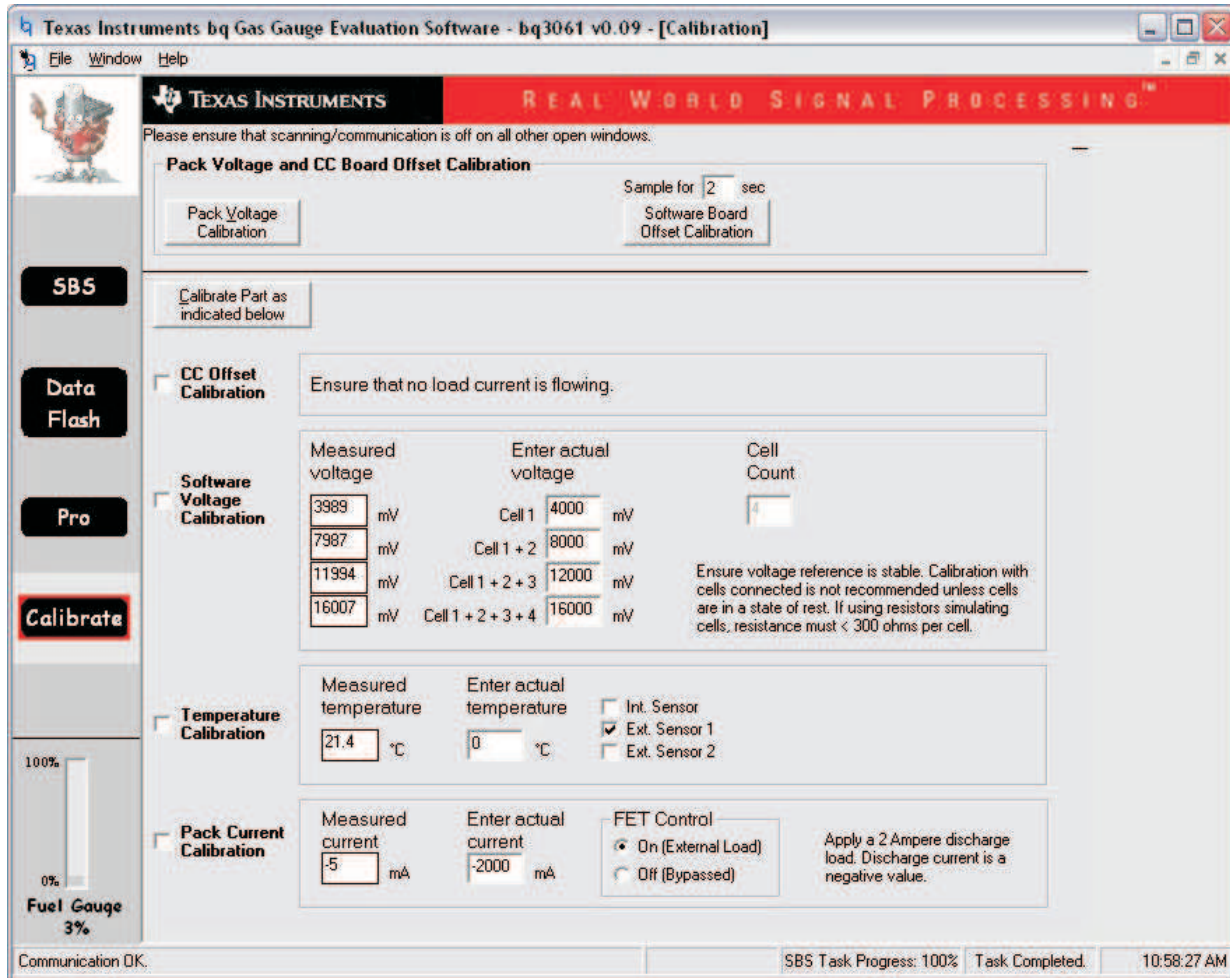 Texas Instruments bq Gas Gauge Evaluation Software - bq3061 v0.09 - [Calibration]
File Window Help
TEXAS INSTRUMENTS
REAL WORLD SIGNAL PROCESSING™
Please ensure that scanning/communication is off on all other open windows.
Pack Voltage and CC Board Offset Calibration
Pack Voltage
Calibration
Sample for 2 sec
Software Board
Offset Calibration
SBS
Data
Flash
Pro
Calibrate
100%
0%
Fuel Gauge
3%
Calibrate Part as
indicated below
CC Offset
Calibration
Ensure that no load current is flowing.
Software
Voltage
Calibration
Measured
voltage
Enter actual
voltage
Cell
Count
3989 mV Cell 1 4000 mV 4
7987 mV Cell 1 + 2 8000 mV
11994 mV Cell 1 + 2 + 3 12000 mV
16007 mV Cell 1 + 2 + 3 + 4 16000 mV
Ensure voltage reference is stable. Calibration with
cells connected is not recommended unless cells
are in a state of rest. If using resistors simulating
cells, resistance must < 300 ohms per cell.
Temperature
Calibration
Measured
temperature
21.4 °C
Enter actual
temperature
0 °C
Int. Sensor
Ext. Sensor 1
Ext. Sensor 2
Pack Current
Calibration
Measured
current
-5 mA
Enter actual
current
-2000 mA
FET Control
On (External Load)
Off (Bypassed)
Apply a 2 Ampere discharge
load. Discharge current is a
negative value.
Communication OK.
SBS Task Progress: 100%
Task Completed.
10:58:27 AM